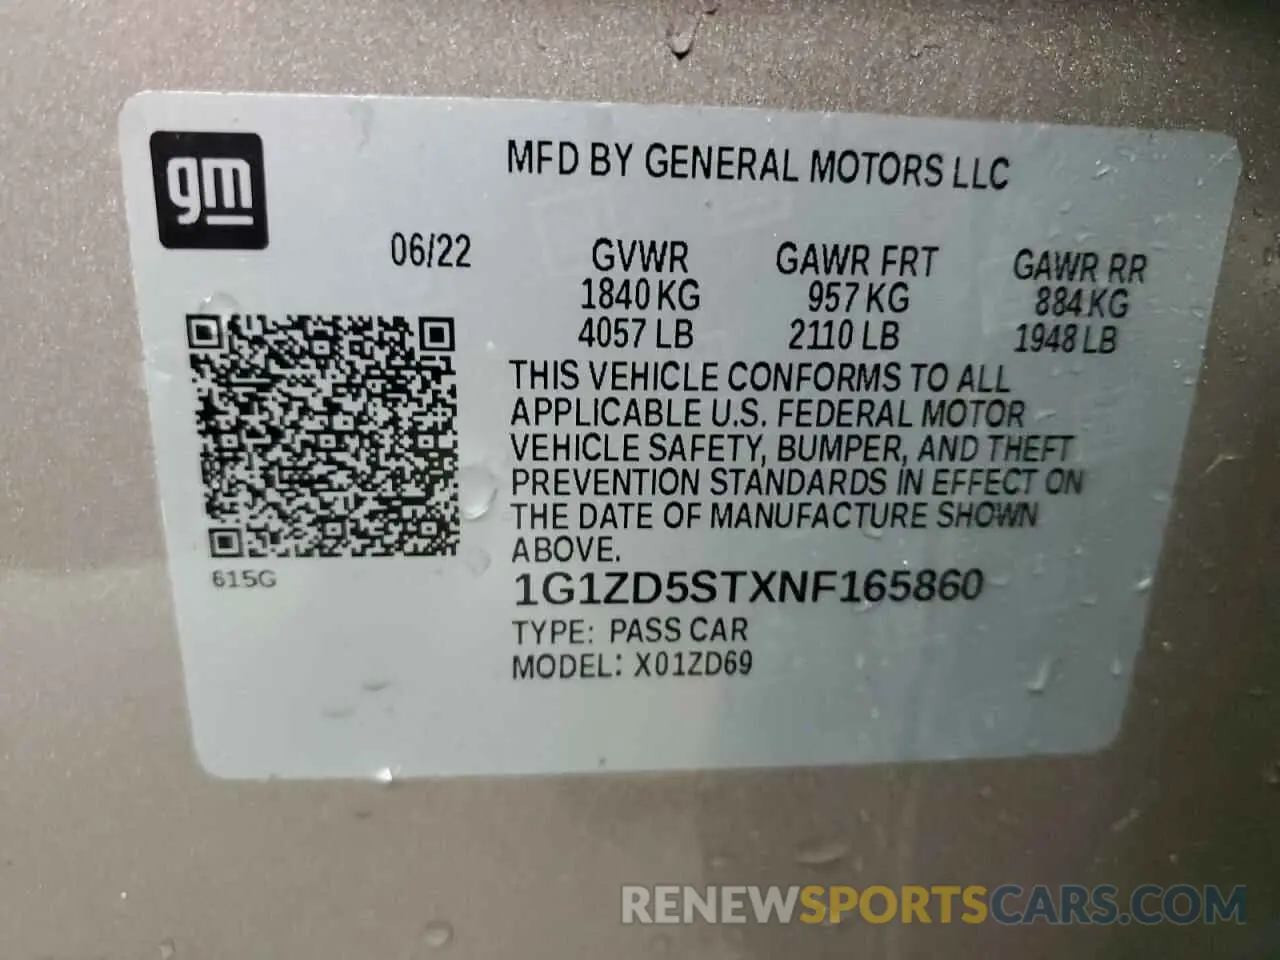 gm
MFD BY GENERAL MOTORS LLC
06/22 GVWR GAWR FRT GAWR RR
1840 KG 957 KG 884 KG
4057 LB 2110 LB 1948 LB
THIS VEHICLE CONFORMS TO ALL
APPLICABLE U.S. FEDERAL MOTOR
VEHICLE SAFETY, BUMPER, AND THEFT
PREVENTION STANDARDS IN EFFECT ON
THE DATE OF MANUFACTURE SHOWN
ABOVE.
615G
1G1ZD5STXNF165860
TYPE: PASS CAR
MODEL: X01ZD69
RENEWSPORTSCARS.COM